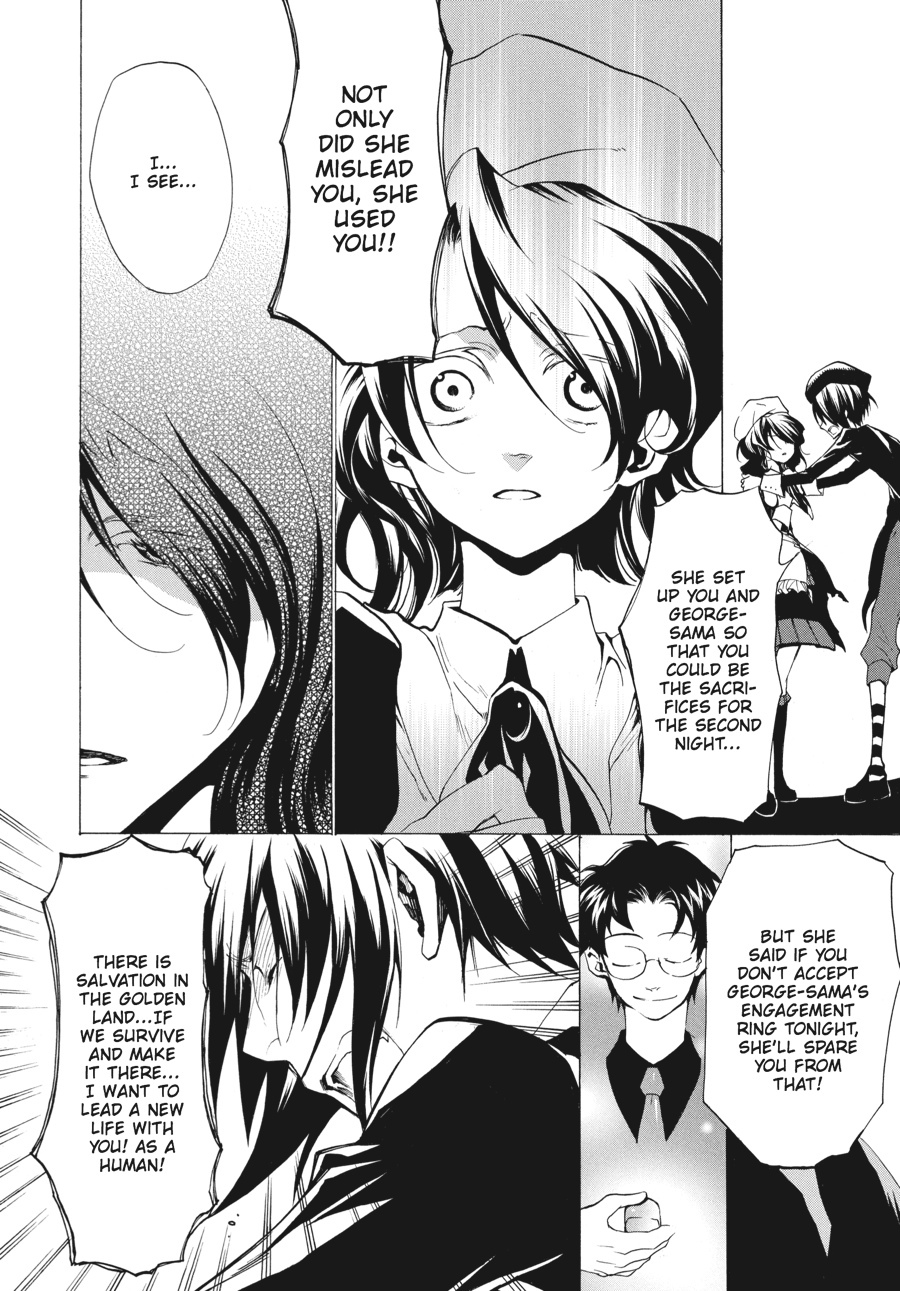 SHE SET
UP YOU AND
GEORGE-
SAMA SO
THAT YOU
COULD BE
THE SACRI-
FICES FOR
THE SECOND
NIGHT...
NOT
ONLY
DID SHE
MISLEAD
YOU, SHE
USED
YOU!!
I...
I SEE...
BUT SHE
SAID IF YOU
DON'T ACCEPT
GEORGE-SAMA'S
ENGAGEMENT
RING TONIGHT,
SHE'LL SPARE
YOU FROM
THAT!
THERE IS
SALVATION IN
THE GOLDEN
LAND...IF
WE SURVIVE
AND MAKE
IT THERE...
I WANT TO
LEAD A NEW
LIFE WITH
YOU! AS A
HUMAN!